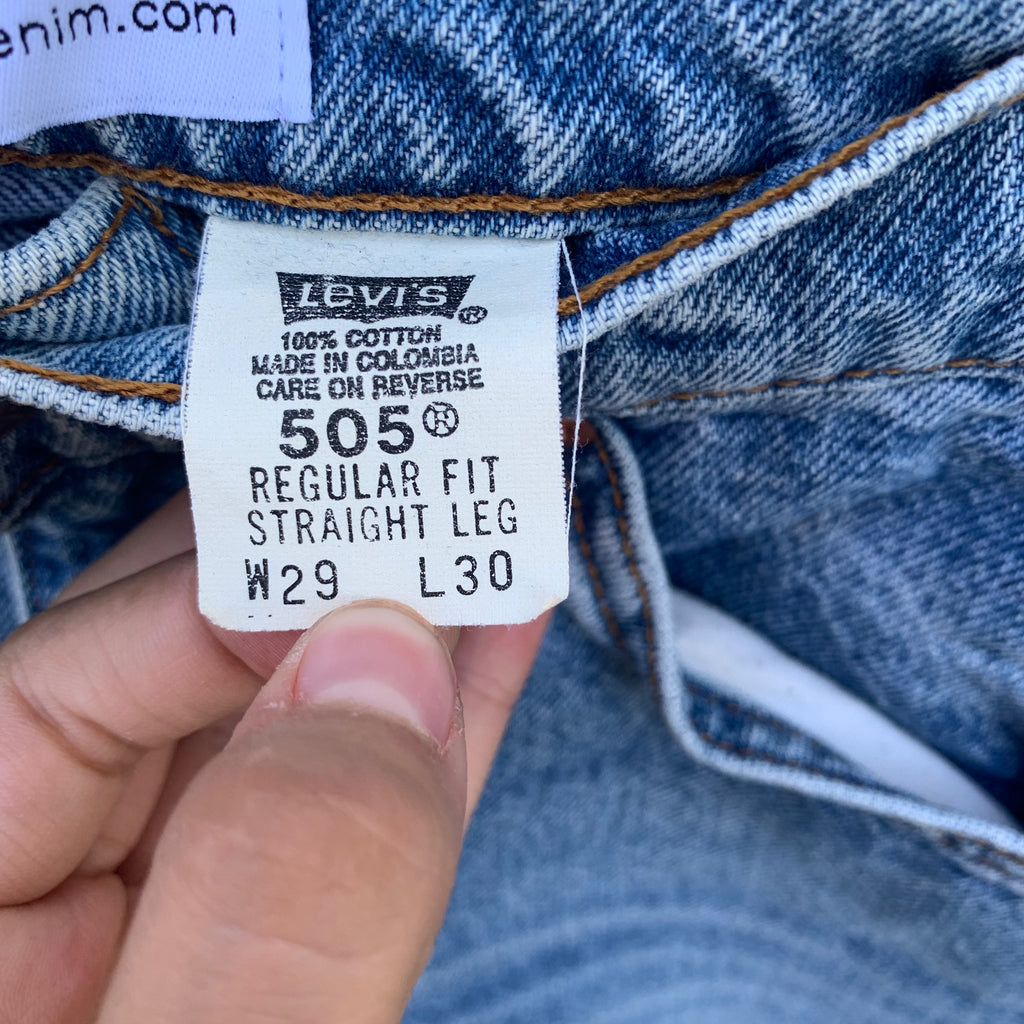 enim.com
Levi's®
100% COTTON
MADE IN COLOMBIA
CARE ON REVERSE
505®
REGULAR FIT
STRAIGHT LEG
W29 L30